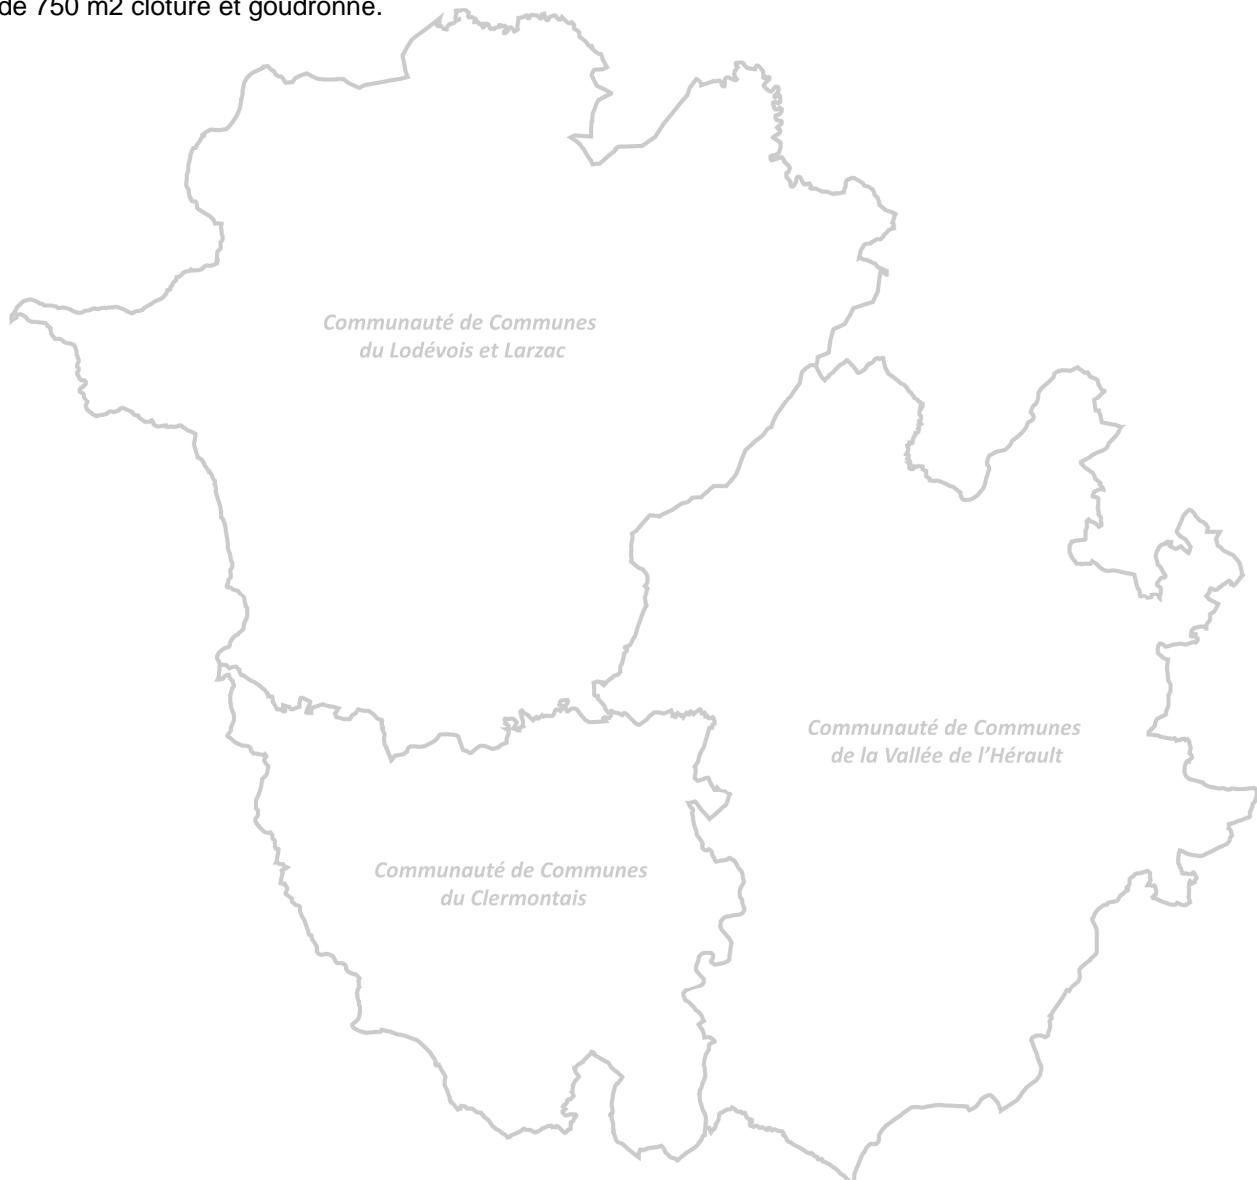 de 750 m2 clôturé et goudronné.
Communauté de Communes
du Lodévois et Larzac
Communauté de Communes
de la Vallée de l’Hérault
Communauté de Communes
du Clermontais